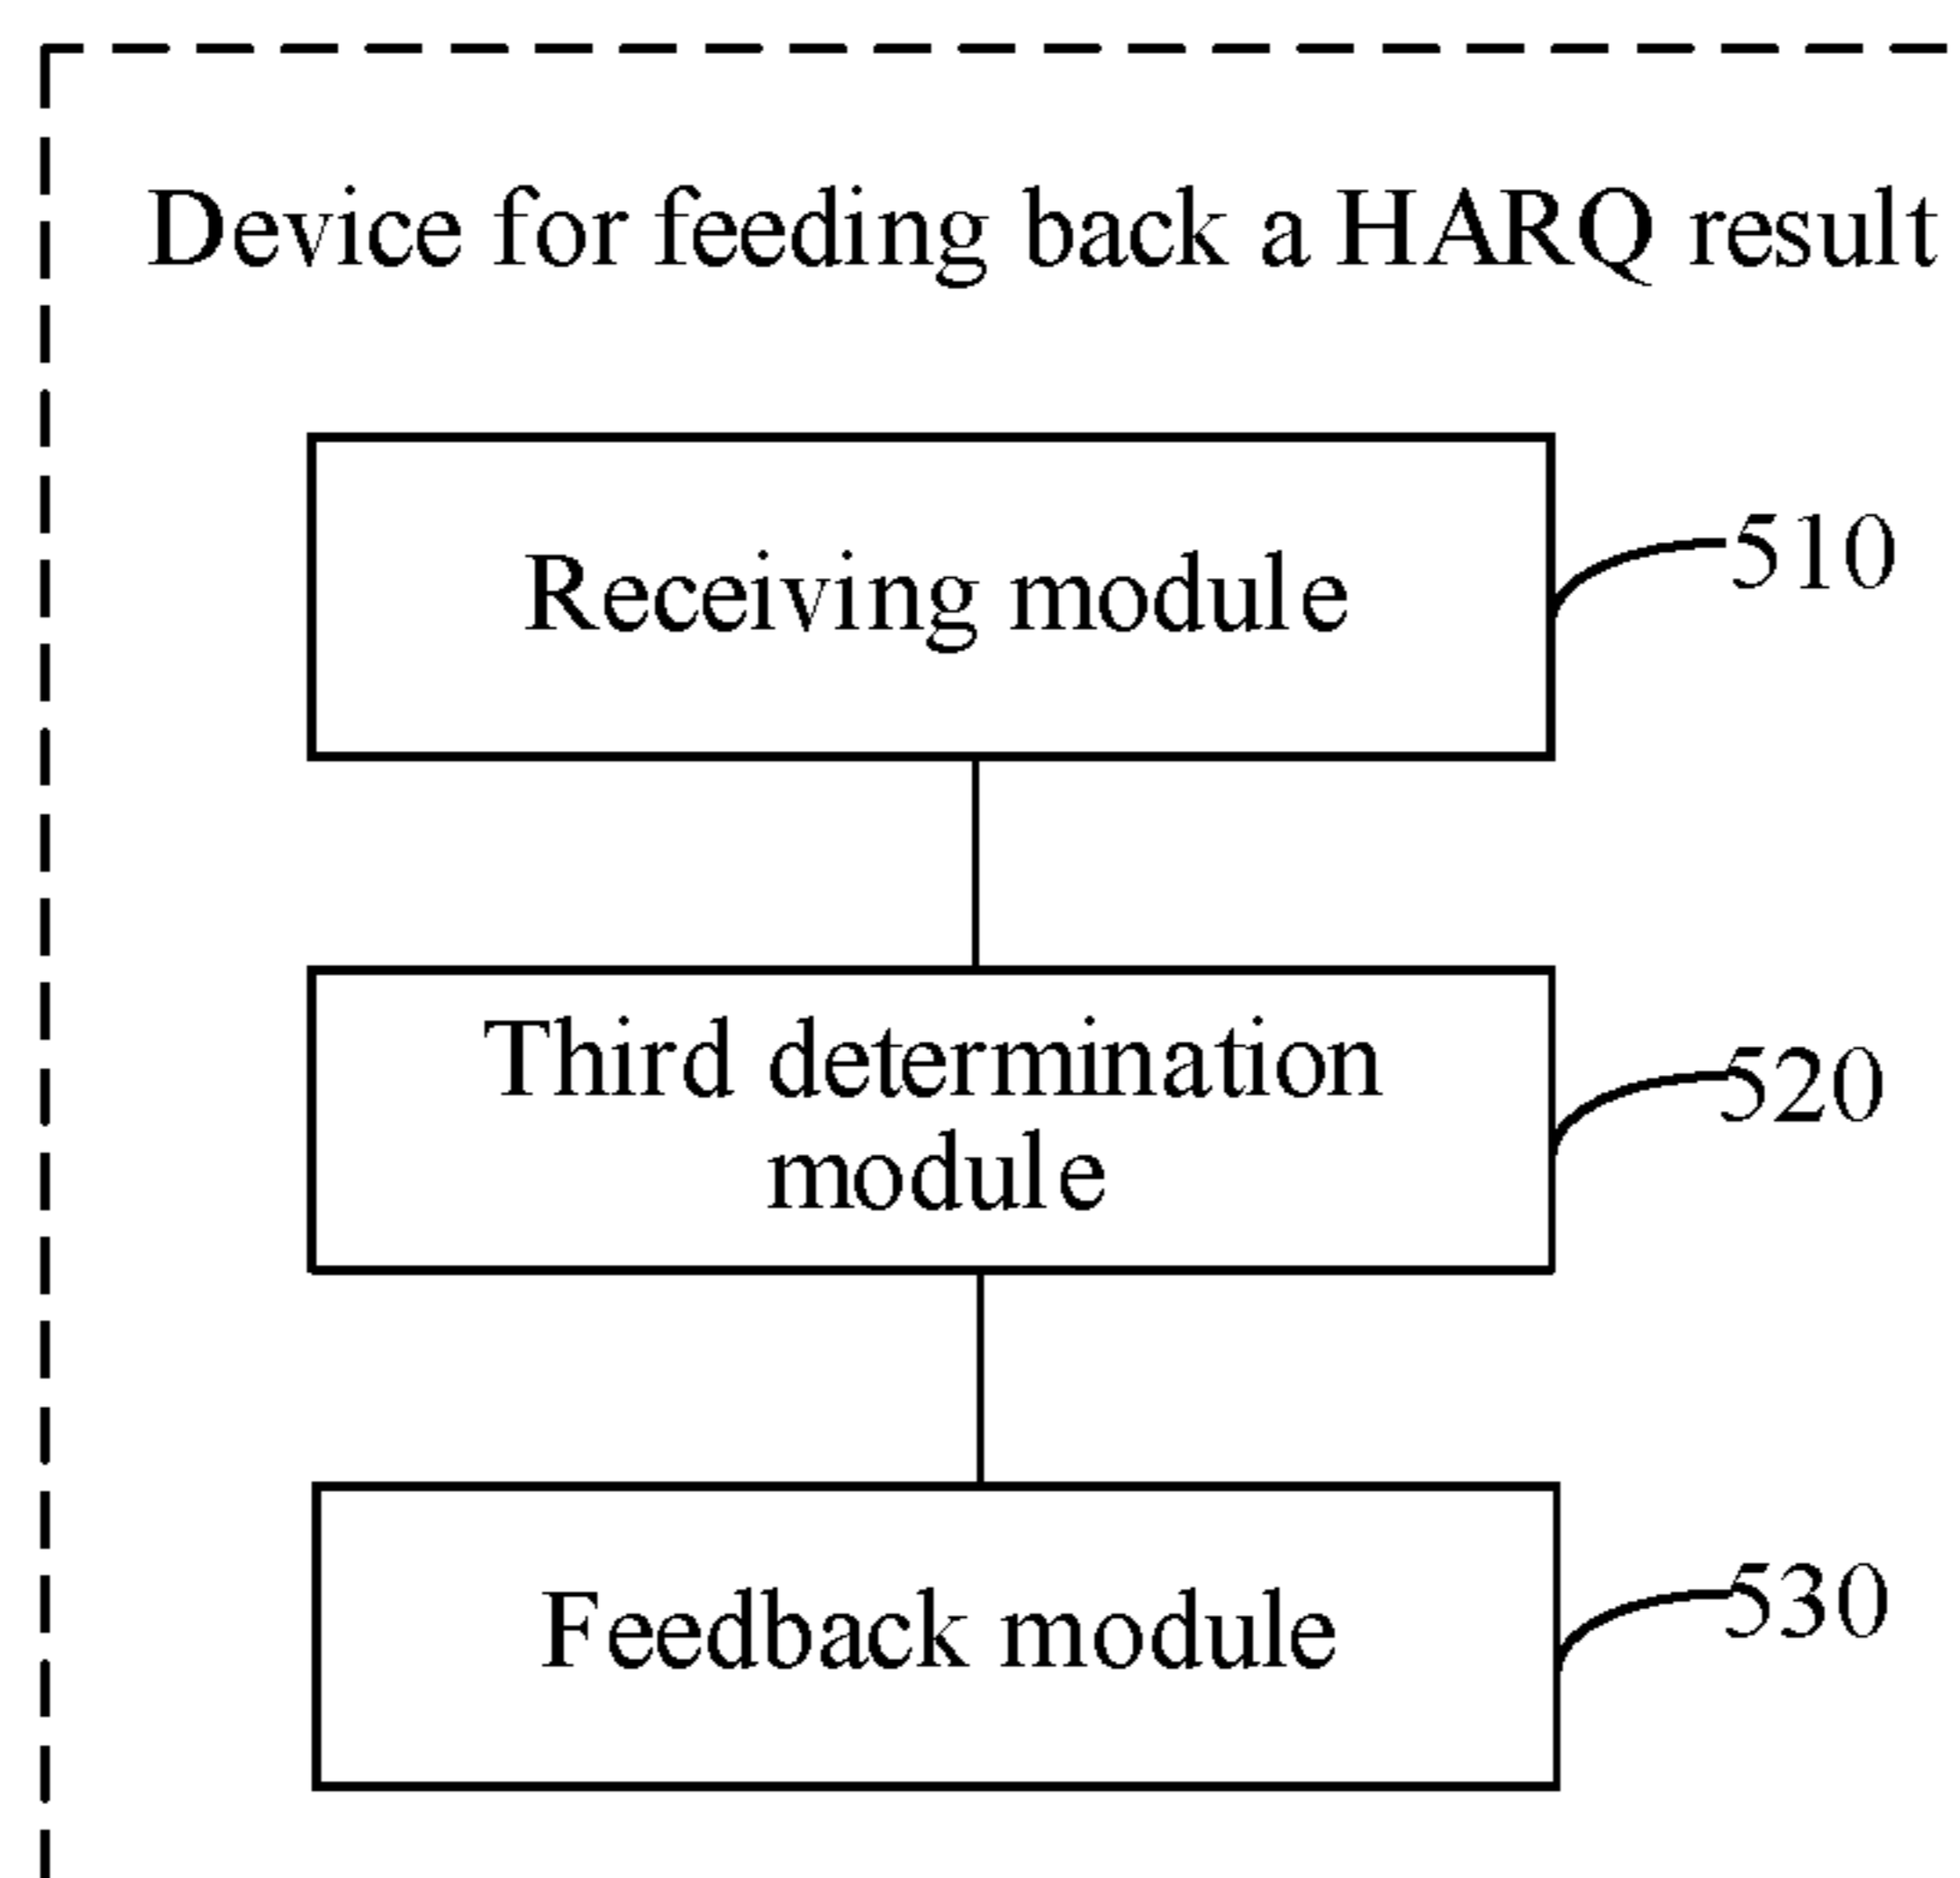 Device for feeding back a HARQ result
Receiving module
510
Third determination
module
520
Feedback module
530